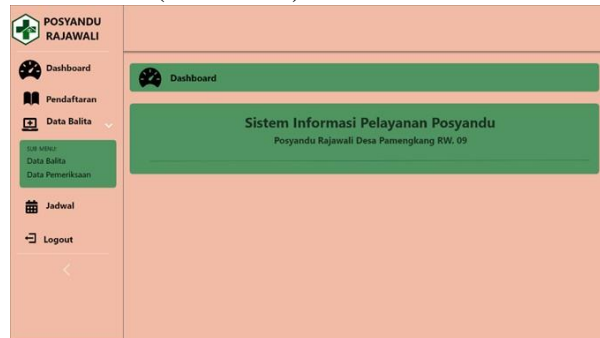 POSYANDU
RAJAWALI
Dashboard
Pendaftaran
Data Balita
SUB MENU:
Data Balita
Data Pemeriksaan
Jadwal
Logout
Dashboard
Sistem Informasi Pelayanan Posyandu
Posyandu Rajawali Desa Pamengkang RW. 09